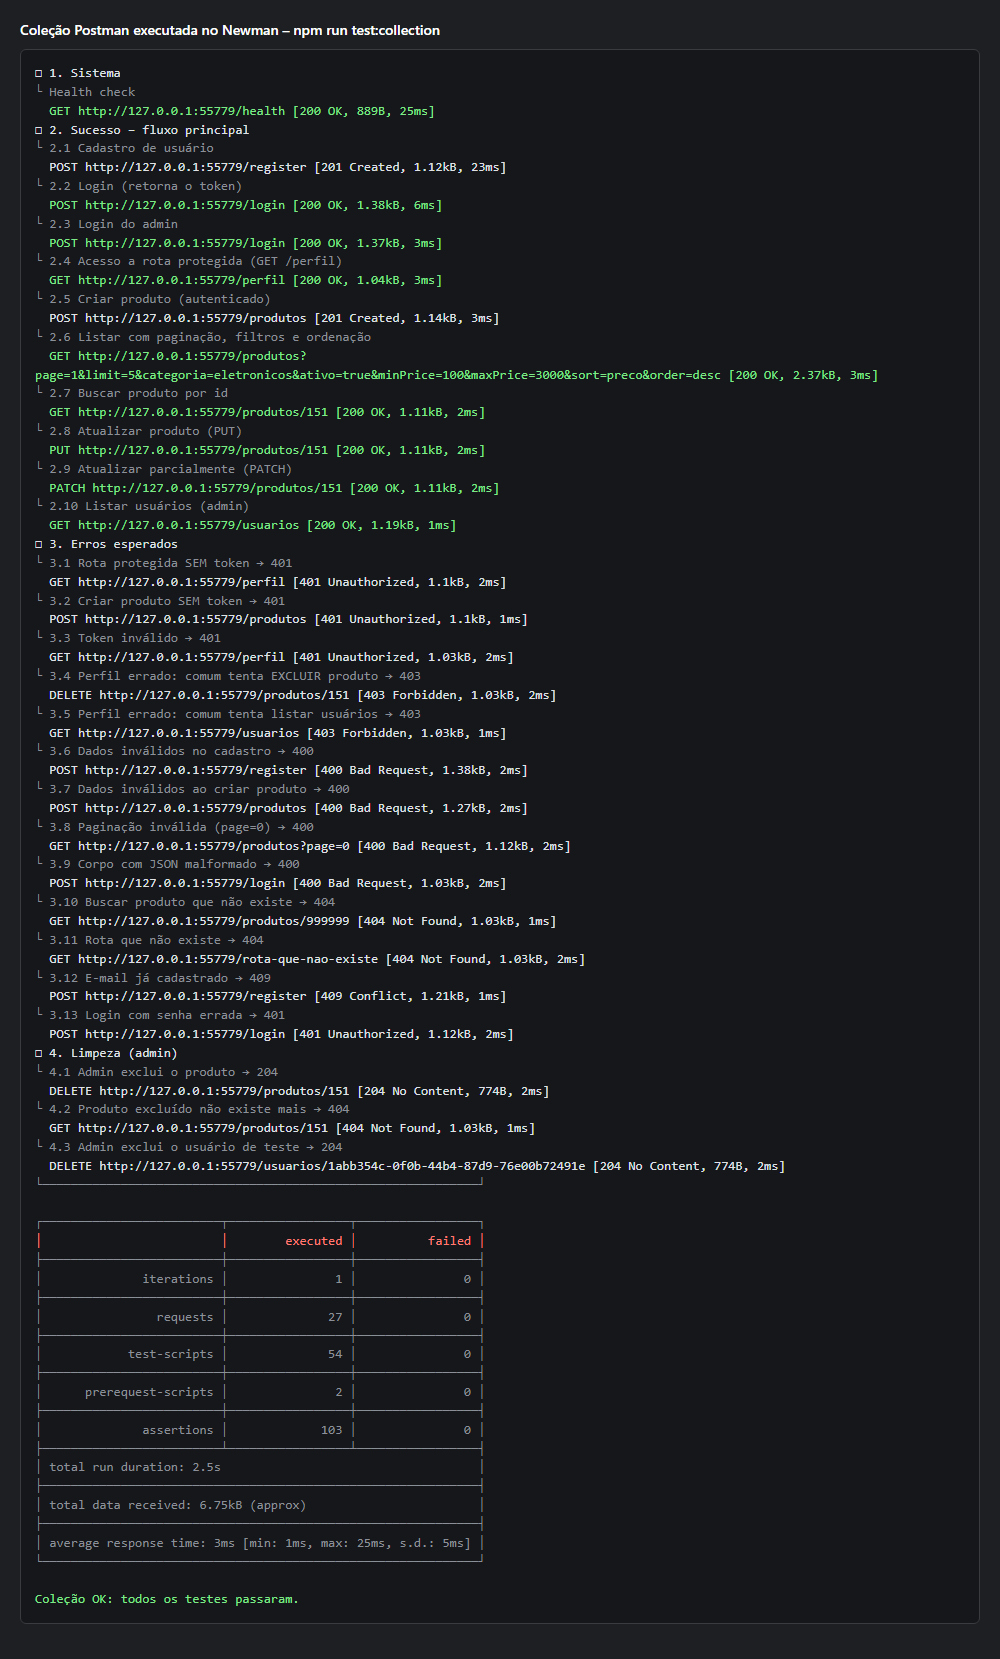 Coleção Postman executada no Newman – npm run test:collection
□ 1. Sistema
└ Health check
GET http://127.0.0.1:55779/health [200 OK, 889B, 25ms]
□ 2. Sucesso – fluxo principal
└ 2.1 Cadastro de usuário
POST http://127.0.0.1:55779/register [201 Created, 1.12kB, 23ms]
└ 2.2 Login (retorna o token)
POST http://127.0.0.1:55779/login [200 OK, 1.38kB, 6ms]
└ 2.3 Login do admin
POST http://127.0.0.1:55779/login [200 OK, 1.37kB, 3ms]
└ 2.4 Acesso a rota protegida (GET /perfil)
GET http://127.0.0.1:55779/perfil [200 OK, 1.04kB, 3ms]
└ 2.5 Criar produto (autenticado)
POST http://127.0.0.1:55779/produtos [201 Created, 1.14kB, 3ms]
└ 2.6 Listar com paginação, filtros e ordenação
GET http://127.0.0.1:55779/produtos?
page=1&limit=5&categoria=eletronicos&ativo=true&minPrice=100&maxPrice=3000&sort=preco&order=desc [200 OK, 2.37kB, 3ms]
└ 2.7 Buscar produto por id
GET http://127.0.0.1:55779/produtos/151 [200 OK, 1.11kB, 2ms]
└ 2.8 Atualizar produto (PUT)
PUT http://127.0.0.1:55779/produtos/151 [200 OK, 1.11kB, 2ms]
└ 2.9 Atualizar parcialmente (PATCH)
PATCH http://127.0.0.1:55779/produtos/151 [200 OK, 1.11kB, 2ms]
└ 2.10 Listar usuários (admin)
GET http://127.0.0.1:55779/usuarios [200 OK, 1.19kB, 1ms]
□ 3. Erros esperados
└ 3.1 Rota protegida SEM token → 401
GET http://127.0.0.1:55779/perfil [401 Unauthorized, 1.1kB, 2ms]
└ 3.2 Criar produto SEM token → 401
POST http://127.0.0.1:55779/produtos [401 Unauthorized, 1.1kB, 1ms]
└ 3.3 Token inválido → 401
GET http://127.0.0.1:55779/perfil [401 Unauthorized, 1.03kB, 2ms]
└ 3.4 Perfil errado: comum tenta EXCLUIR produto → 403
DELETE http://127.0.0.1:55779/produtos/151 [403 Forbidden, 1.03kB, 2ms]
└ 3.5 Perfil errado: comum tenta listar usuários → 403
GET http://127.0.0.1:55779/usuarios [403 Forbidden, 1.03kB, 1ms]
└ 3.6 Dados inválidos no cadastro → 400
POST http://127.0.0.1:55779/register [400 Bad Request, 1.38kB, 2ms]
└ 3.7 Dados inválidos ao criar produto → 400
POST http://127.0.0.1:55779/produtos [400 Bad Request, 1.27kB, 2ms]
└ 3.8 Paginação inválida (page=0) → 400
GET http://127.0.0.1:55779/produtos?page=0 [400 Bad Request, 1.12kB, 2ms]
└ 3.9 Corpo com JSON malformado → 400
POST http://127.0.0.1:55779/login [400 Bad Request, 1.03kB, 2ms]
└ 3.10 Buscar produto que não existe → 404
GET http://127.0.0.1:55779/produtos/999999 [404 Not Found, 1.03kB, 1ms]
└ 3.11 Rota que não existe → 404
GET http://127.0.0.1:55779/rota-que-nao-existe [404 Not Found, 1.03kB, 2ms]
└ 3.12 E-mail já cadastrado → 409
POST http://127.0.0.1:55779/register [409 Conflict, 1.21kB, 1ms]
└ 3.13 Login com senha errada → 401
POST http://127.0.0.1:55779/login [401 Unauthorized, 1.12kB, 2ms]
□ 4. Limpeza (admin)
└ 4.1 Admin exclui o produto → 204
DELETE http://127.0.0.1:55779/produtos/151 [204 No Content, 774B, 2ms]
└ 4.2 Produto excluído não existe mais → 404
GET http://127.0.0.1:55779/produtos/151 [404 Not Found, 1.03kB, 1ms]
└ 4.3 Admin exclui o usuário de teste → 204
DELETE http://127.0.0.1:55779/usuarios/1abb354c-0f0b-44b4-87d9-76e00b72491e [204 No Content, 774B, 2ms]
executed failed
iterations 1 0
requests 27 0
test-scripts 54 0
prerequest-scripts 2 0
assertions 103 0
total run duration: 2.5s
total data received: 6.75kB (approx)
average response time: 3ms [min: 1ms, max: 25ms, s.d.: 5ms]
Coleção OK: todos os testes passaram.